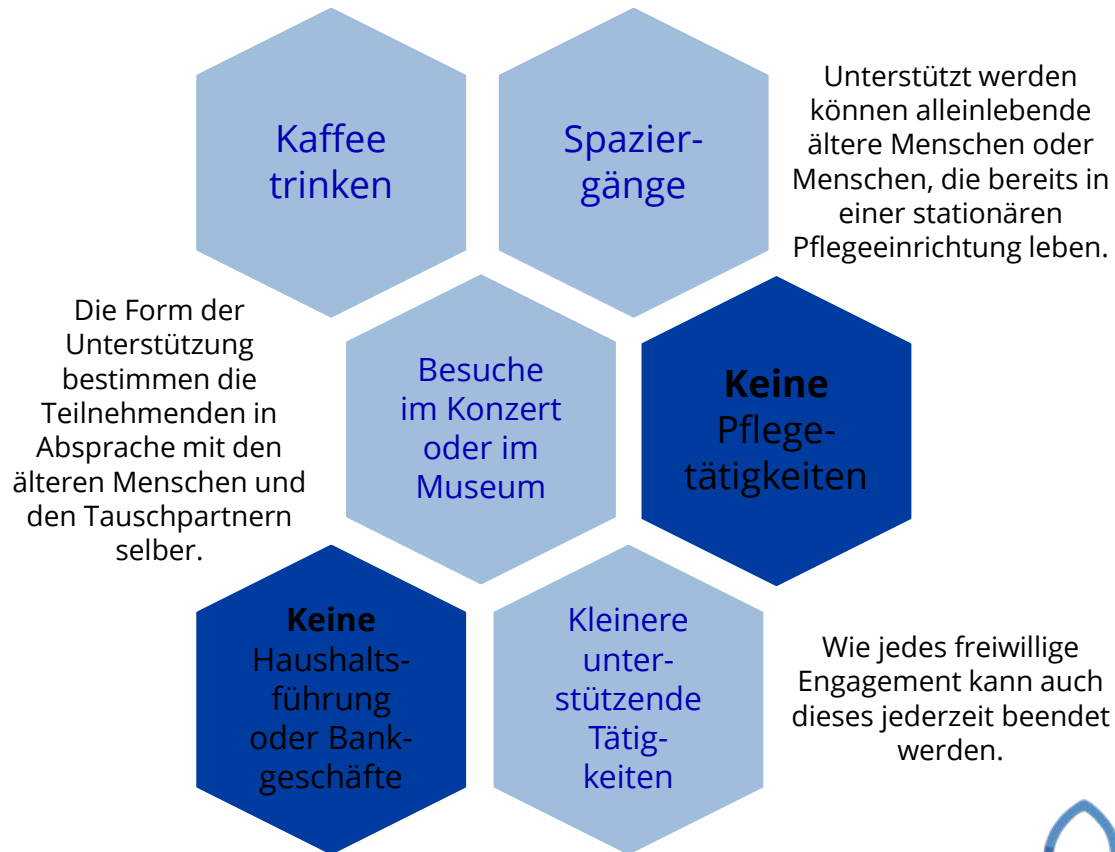 Kaffee
trinken
Spazier-
gänge
Unterstützt werden
können alleinlebende
ältere Menschen oder
Menschen, die bereits in
einer stationären
Pflegeeinrichtung leben.
Die Form der
Unterstützung
bestimmen die
Teilnehmenden in
Absprache mit den
älteren Menschen und
den Tauschpartnern
selber.
Besuche
im Konzert
oder im
Museum
Keine
Pflege-
tätigkeiten
Keine
Haushalts-
führung
oder Bank-
geschäfte
Kleinere
unter-
stützende
Tätig-
keiten
Wie jedes freiwillige
Engagement kann auch
dieses jederzeit beendet
werden.